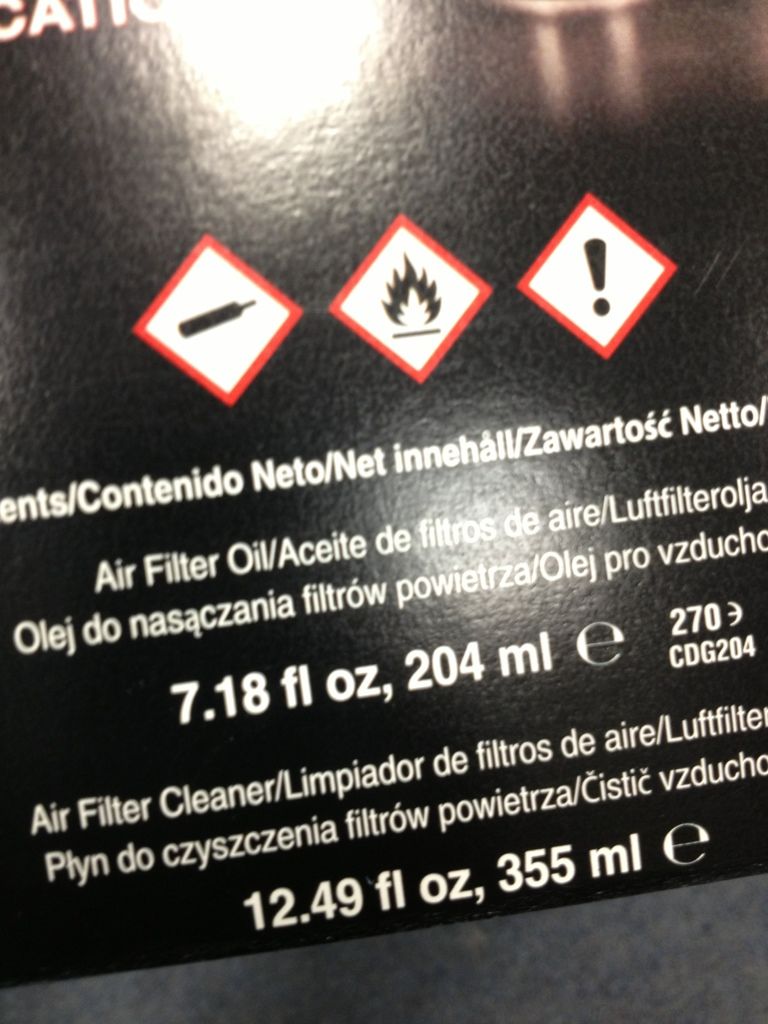 CATIO
ents/Contenido Neto/Net innehåll/Zawartość Netto/
Air Filter Oil/Aceite de filtros de aire/Luftfilterolja
Olej do nasączania filtrów powietrza/Olej pro vzducho
7.18 fl oz, 204 ml ℮ 270 ϶
CDG204
Air Filter Cleaner/Limpiador de filtros de aire/Luftfilter
Płyn do czyszczenia filtrów powietrza/Čistič vzducho
12.49 fl oz, 355 ml ℮